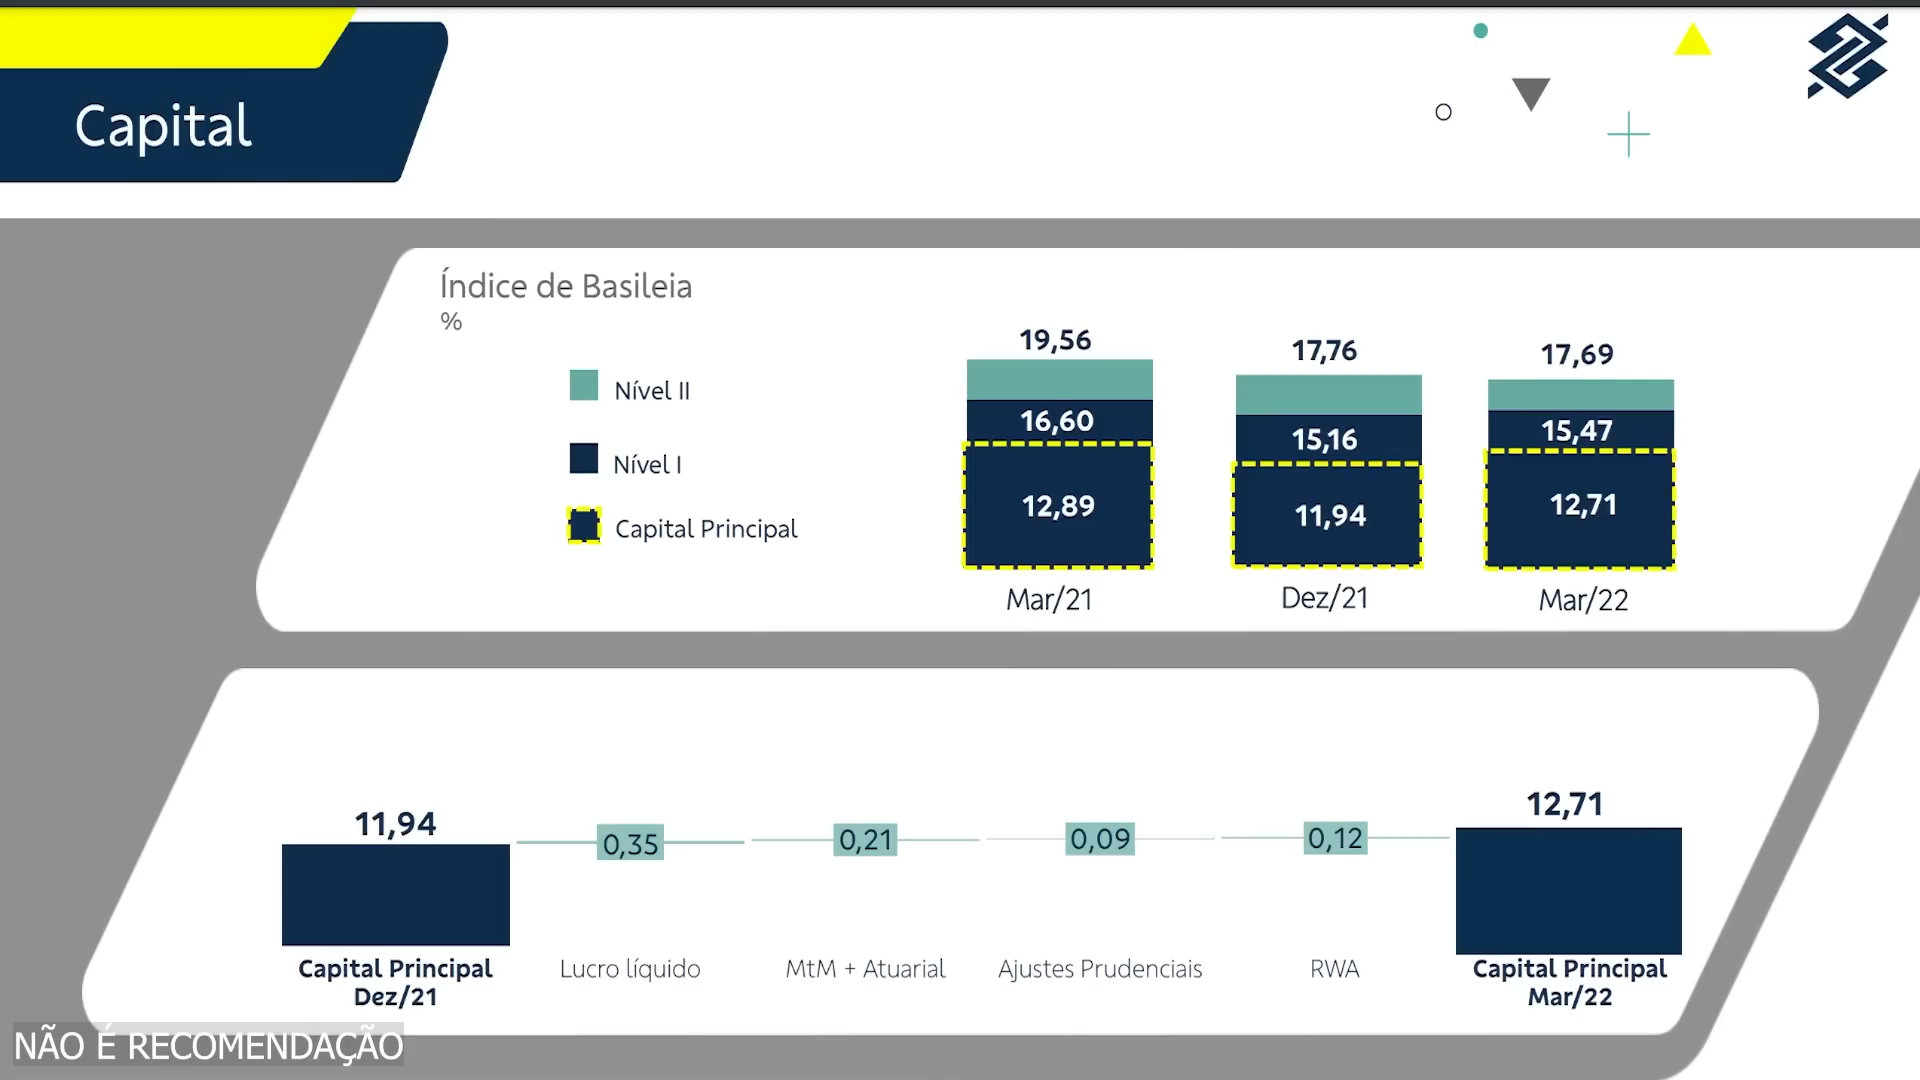 Capital
Índice de Basileia
%
Nível II
Nível I
Capital Principal
19,56
16,60
12,89
Mar/21
17,76
15,16
11,94
Dez/21
17,69
15,47
12,71
Mar/22
11,94
Capital Principal
Dez/21
0,35
Lucro líquido
0,21
MtM + Atuarial
0,09
Ajustes Prudenciais
0,12
RWA
12,71
Capital Principal
Mar/22
NÃO É RECOMENDAÇÃO